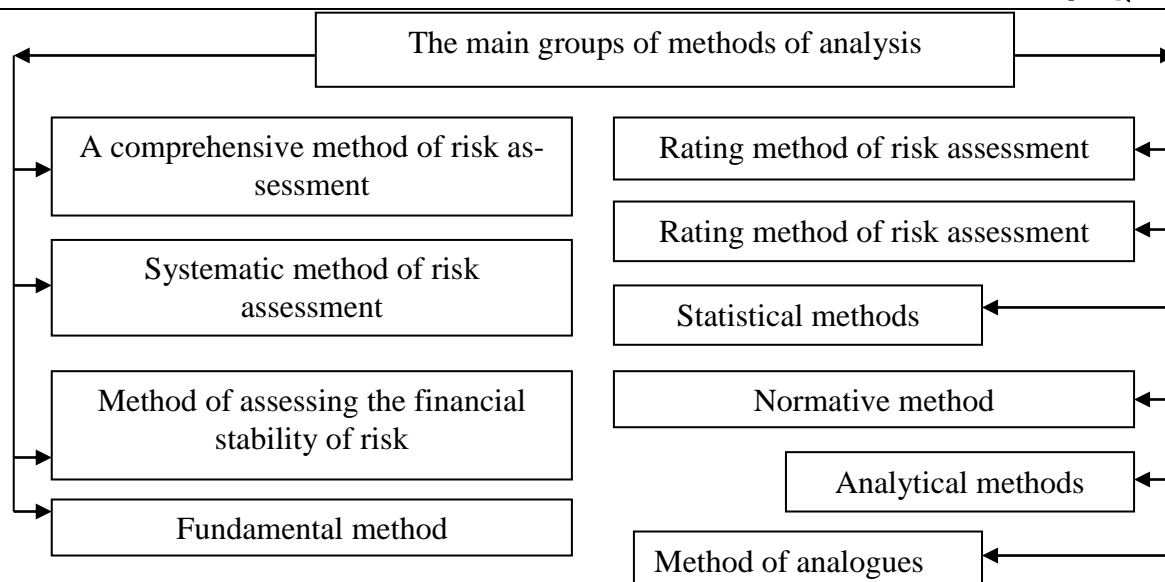 The main groups of methods of analysis
A comprehensive method of risk as-
sessment
Systematic method of risk
assessment
Method of assessing the financial
stability of risk
Fundamental method
Rating method of risk assessment
Rating method of risk assessment
Statistical methods
Normative method
Analytical methods
Method of analogues